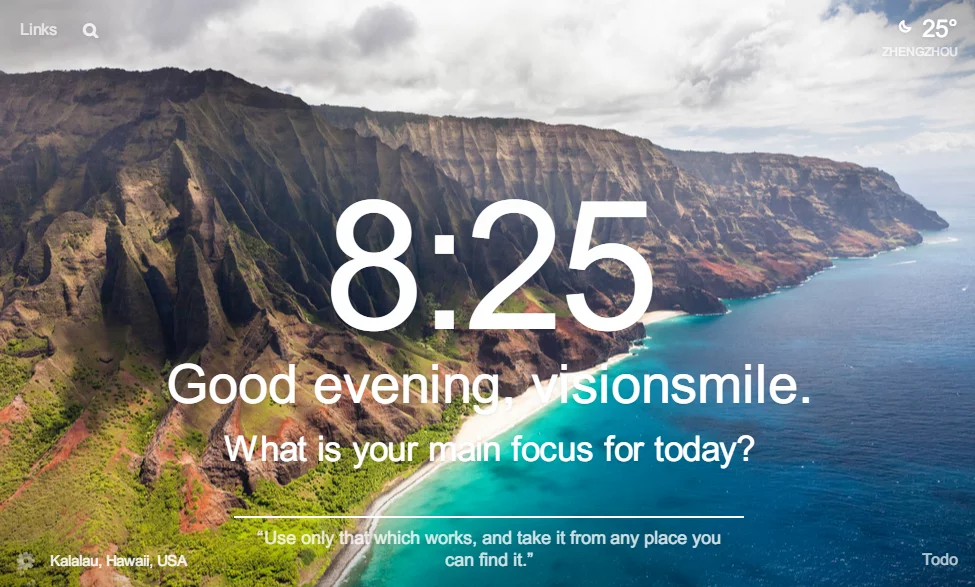 Links
25°
ZHENGZHOU
8:25
Good evening, visionsmile.
What is your main focus for today?
“Use only that which works, and take it from any place you
can find it.”
Kalalau, Hawaii, USA
Todo